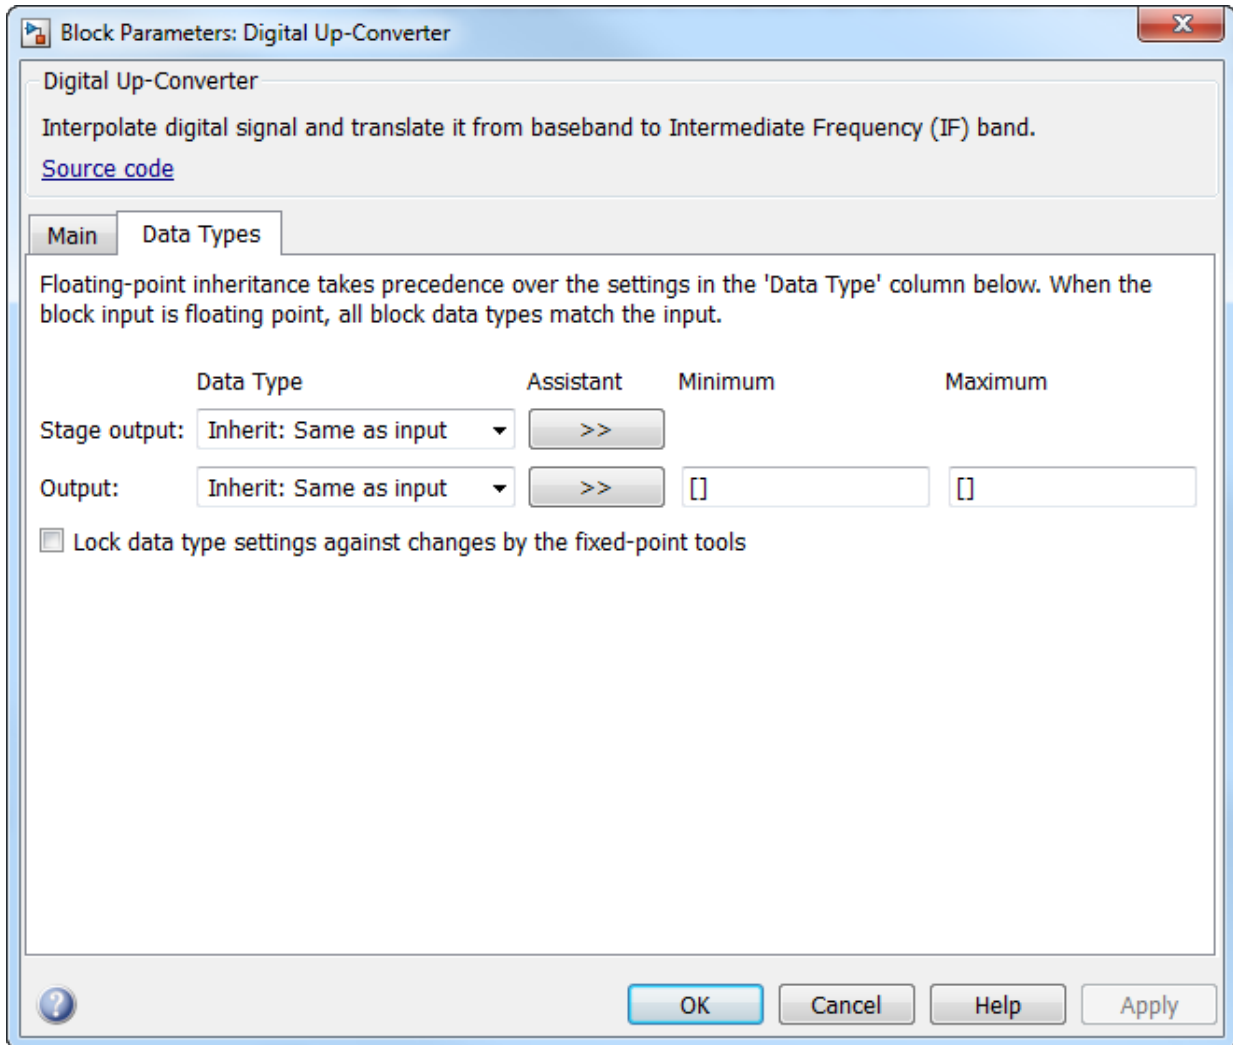 Block Parameters: Digital Up-Converter
x
Digital Up-Converter
Interpolate digital signal and translate it from baseband to Intermediate Frequency (IF) band.
Source code
Main Data Types
Floating-point inheritance takes precedence over the settings in the 'Data Type' column below. When the
block input is floating point, all block data types match the input.
Data Type Assistant Minimum Maximum
Stage output: Inherit: Same as input >>
Output: Inherit: Same as input >> [] []
Lock data type settings against changes by the fixed-point tools
? OK Cancel Help Apply